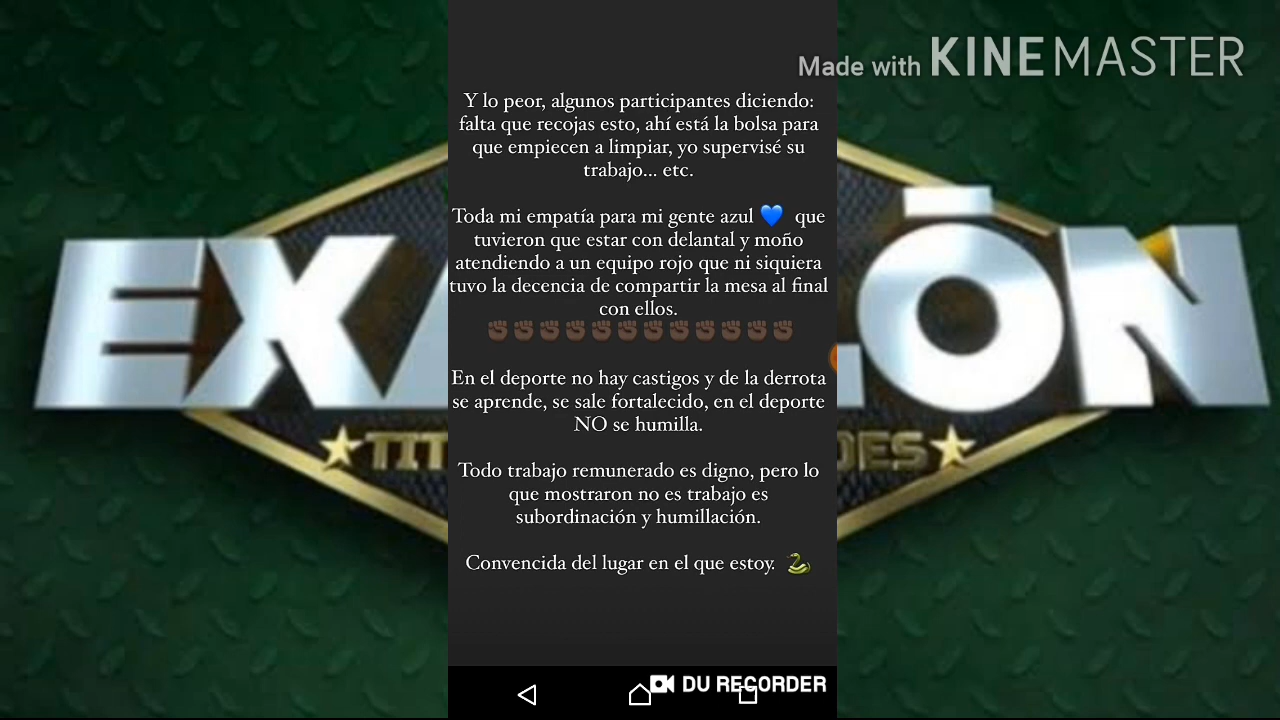 Made with KINEMASTER
Y lo peor, algunos participantes diciendo:
falta que recojas esto, ahí está la bolsa para
que empiecen a limpiar, yo supervisé su
trabajo... etc.
Toda mi empatía para mi gente azul 💙 que
tuvieron que estar con delantal y moño
atendiendo a un equipo rojo que ni siquiera
tuvo la decencia de compartir la mesa al final
con ellos.
✊🏿✊🏿✊🏿✊🏿✊🏿✊🏿✊🏿✊🏿✊🏿✊🏿✊🏿✊🏿
En el deporte no hay castigos y de la derrota
se aprende, se sale fortalecido, en el deporte
NO se humilla.
Todo trabajo remunerado es digno, pero lo
que mostraron no es trabajo es
subordinación y humillación.
Convencida del lugar en el que estoy. 🐍
DU RECORDER